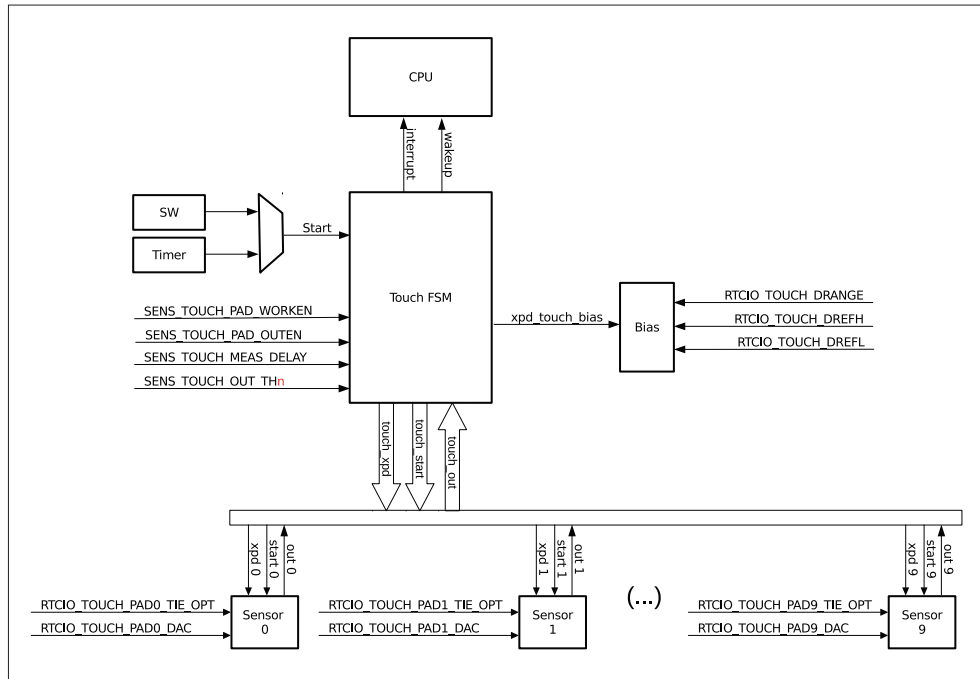 CPU
interrupt
wakeup
SW
Timer
Start
Touch FSM
SENS_TOUCH_PAD_WORKEN
SENS_TOUCH_PAD_OUTEN
SENS_TOUCH_MEAS_DELAY
SENS_TOUCH_OUT_THn
xpd_touch_bias
Bias
RTCIO_TOUCH_DRANGE
RTCIO_TOUCH_DREFH
RTCIO_TOUCH_DREFL
touch_xpd
touch_start
touch_out
xpd 0
start 0
out 0
xpd 1
start 1
out 1
xpd 9
start 9
out 9
RTCIO_TOUCH_PAD0_TIE_OPT
RTCIO_TOUCH_PAD0_DAC
Sensor
0
RTCIO_TOUCH_PAD1_TIE_OPT
RTCIO_TOUCH_PAD1_DAC
Sensor
1
(...)
RTCIO_TOUCH_PAD9_TIE_OPT
RTCIO_TOUCH_PAD9_DAC
Sensor
9